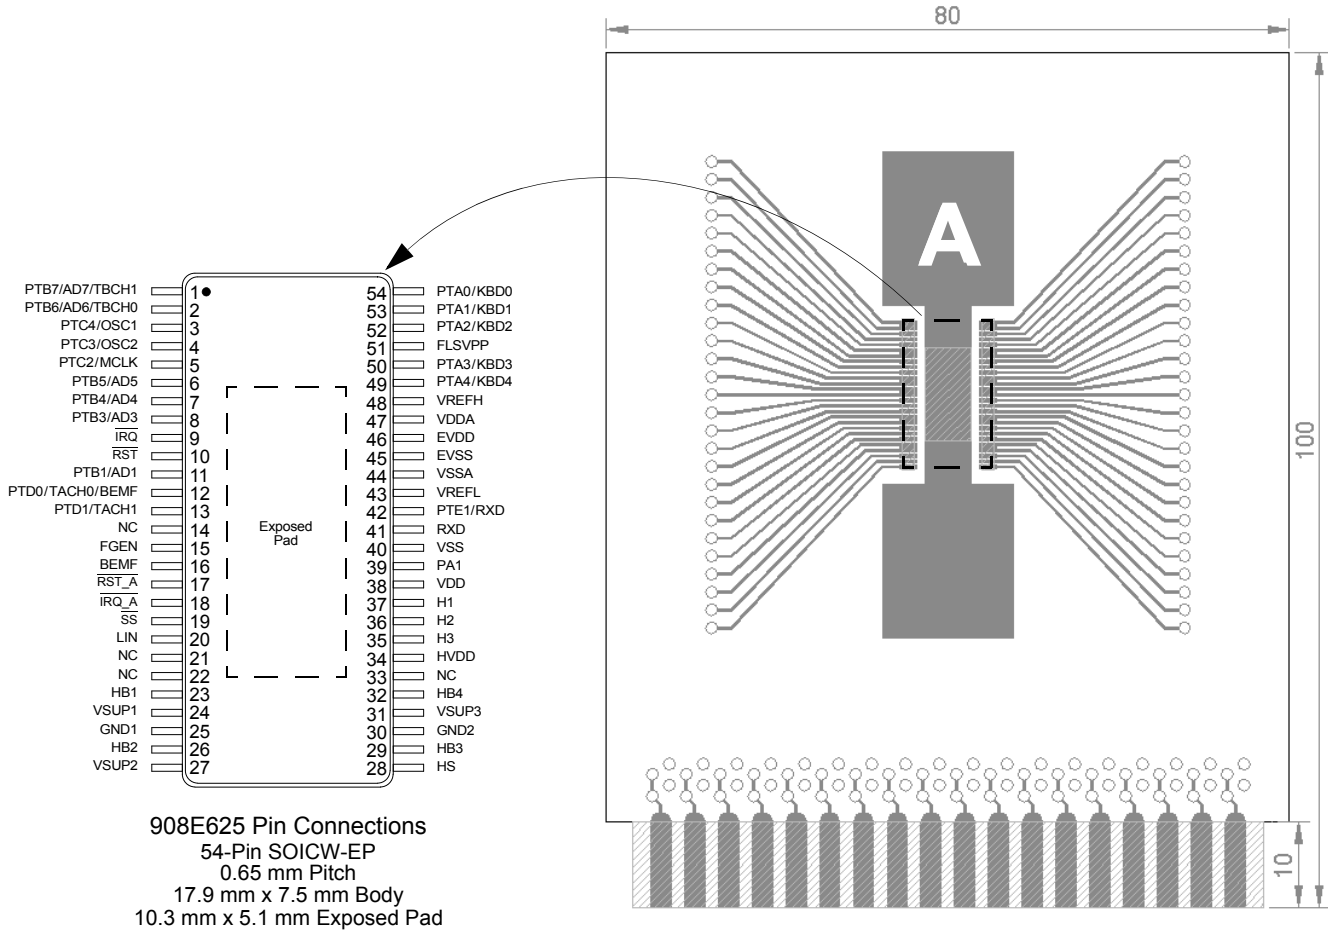 80
A
100
10
PTB7/AD7/TBCH1 1 54 PTA0/KBD0
PTB6/AD6/TBCH0 2 53 PTA1/KBD1
PTC4/OSC1 3 52 PTA2/KBD2
PTC3/OSC2 4 51 FLSVPP
PTC2/MCLK 5 50 PTA3/KBD3
PTB5/AD5 6 49 PTA4/KBD4
PTB4/AD4 7 48 VREFH
PTB3/AD3 8 47 VDDA
IRQ 9 46 EVDD
RST 10 45 EVSS
PTB1/AD1 11 44 VSSA
PTD0/TACH0/BEMF 12 43 VREFL
PTD1/TACH1 13 42 PTE1/RXD
NC 14 41 RXD
FGEN 15 40 VSS
BEMF 16 39 PA1
RST_A 17 38 VDD
IRQ_A 18 37 H1
SS 19 36 H2
LIN 20 35 H3
NC 21 34 HVDD
NC 22 33 NC
HB1 23 32 HB4
VSUP1 24 31 VSUP3
GND1 25 30 GND2
HB2 26 29 HB3
VSUP2 27 28 HS
Exposed
Pad
908E625 Pin Connections
54-Pin SOICW-EP
0.65 mm Pitch
17.9 mm x 7.5 mm Body
10.3 mm x 5.1 mm Exposed Pad